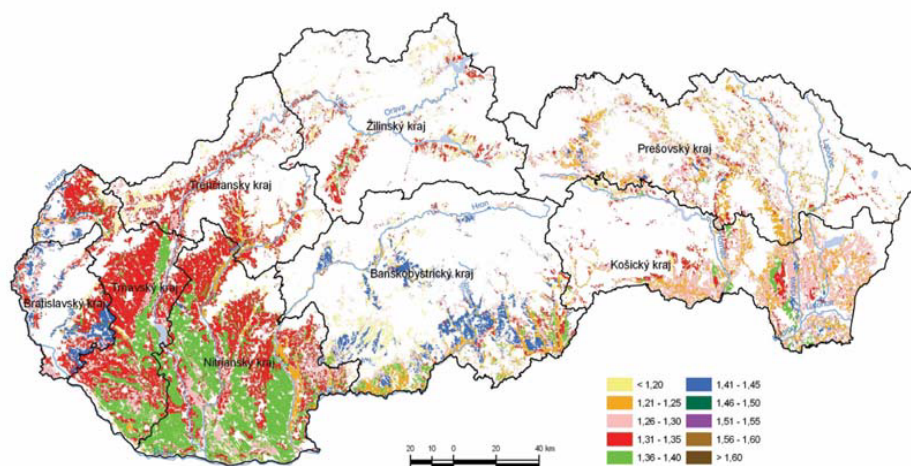 Orava
Žilinský kraj
Prešovský kraj
Laborec
Morava
Trenčiansky kraj
Hron
Banskobystrický kraj
Košický kraj
Trnavský kraj
Bratislavský kraj
Nitriansky kraj
< 1,20
1,21 - 1,25
1,26 - 1,30
1,31 - 1,35
1,36 - 1,40
1,41 - 1,45
1,46 - 1,50
1,51 - 1,55
1,56 - 1,60
> 1,60
20 0 20 40 km